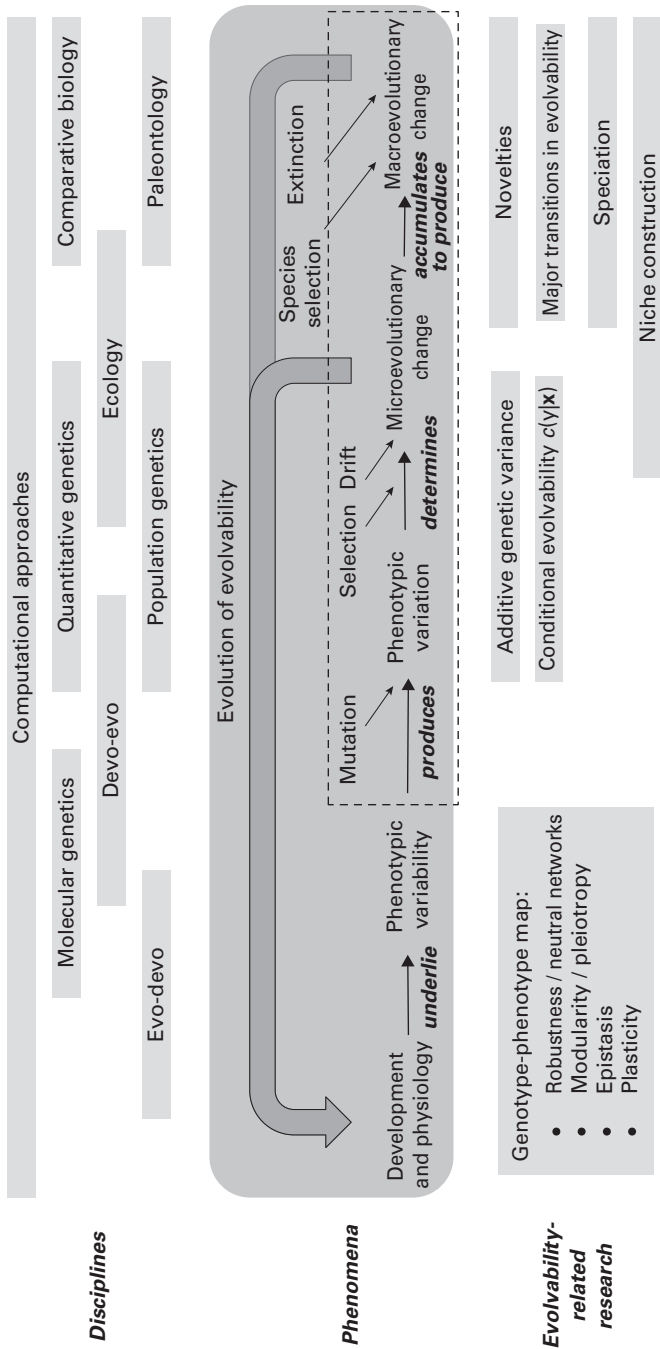 Disciplines
Computational approaches
Molecular genetics
Quantitative genetics
Comparative biology
Devo-evo
Ecology
Evo-devo
Population genetics
Paleontology
Phenomena
Evolution of evolvability
Development
and physiology
underlie
Phenotypic
variability
Mutation
produces
Phenotypic
variation
Selection
Drift
determines
Microevolutionary
change
Species
selection
Extinction
accumulates
to produce
Macroevolutionary
change
Evolvability-
related
research
Genotype-phenotype map:
• Robustness / neutral networks
• Modularity / pleiotropy
• Epistasis
• Plasticity
Additive genetic variance
Conditional evolvability c(y|x)
Novelties
Major transitions in evolvability
Speciation
Niche construction